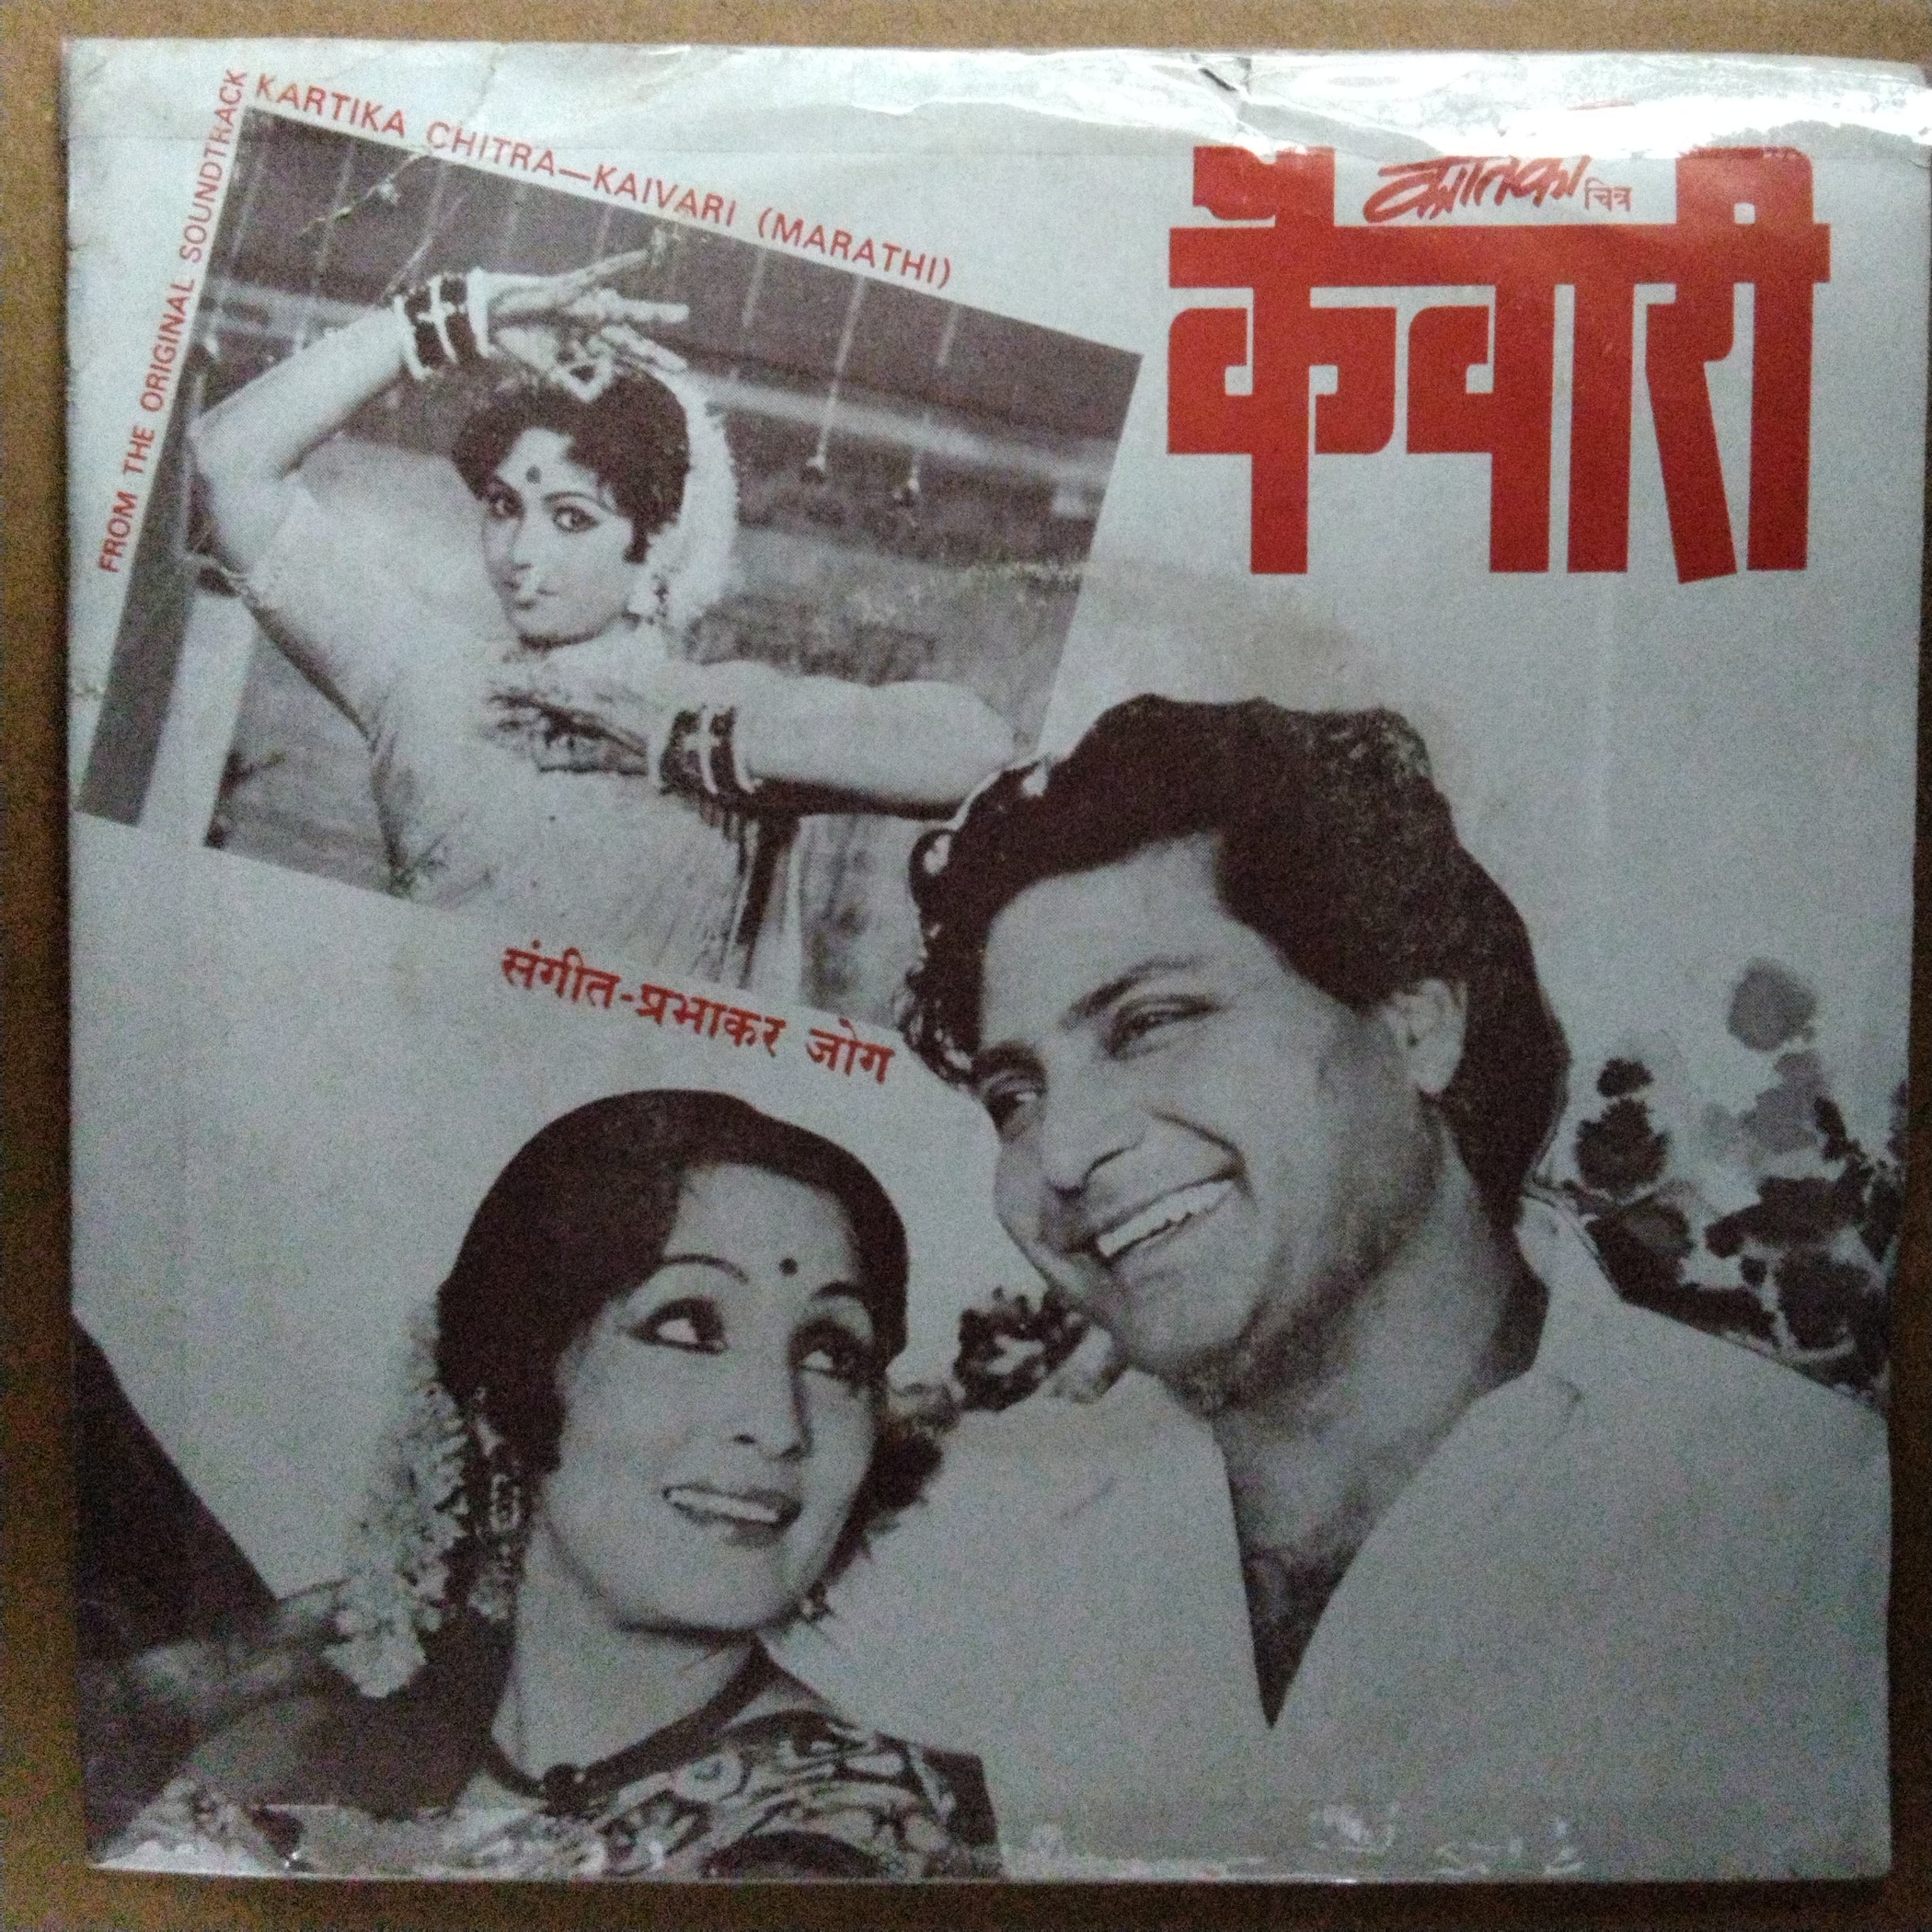 FROM THE ORIGINAL SOUNDTRACK
KARTIKA CHITRA—KAIVARI (MARATHI)
कार्तिका चित्र
कैवारी
संगीत-प्रभाकर जोग